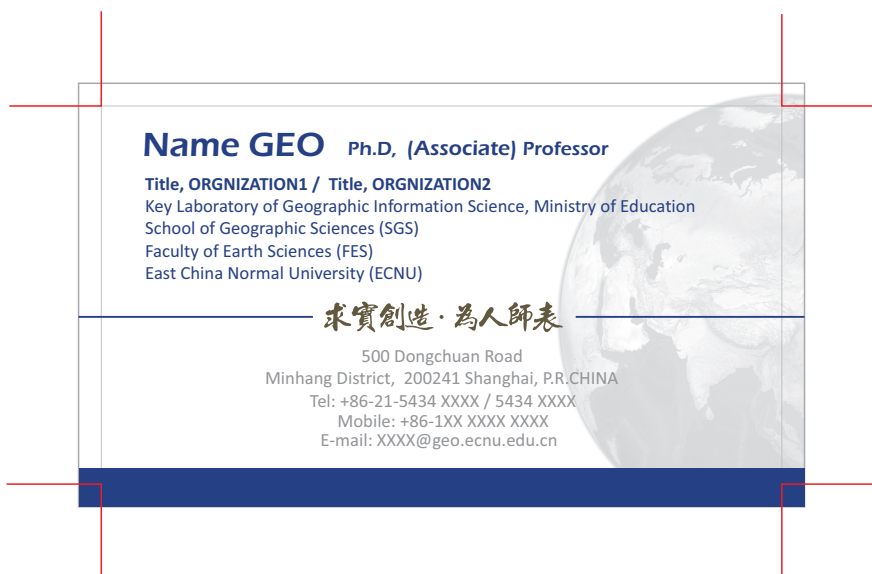 Name GEO Ph.D, (Associate) Professor
Title, ORGNIZATION1 / Title, ORGNIZATION2
Key Laboratory of Geographic Information Science, Ministry of Education
School of Geographic Sciences (SGS)
Faculty of Earth Sciences (FES)
East China Normal University (ECNU)
求實創造·為人師表
500 Dongchuan Road
Minhang District, 200241 Shanghai, P.R.CHINA
Tel: +86-21-5434 XXXX / 5434 XXXX
Mobile: +86-1XX XXXX XXXX
E-mail: XXXX@geo.ecnu.edu.cn